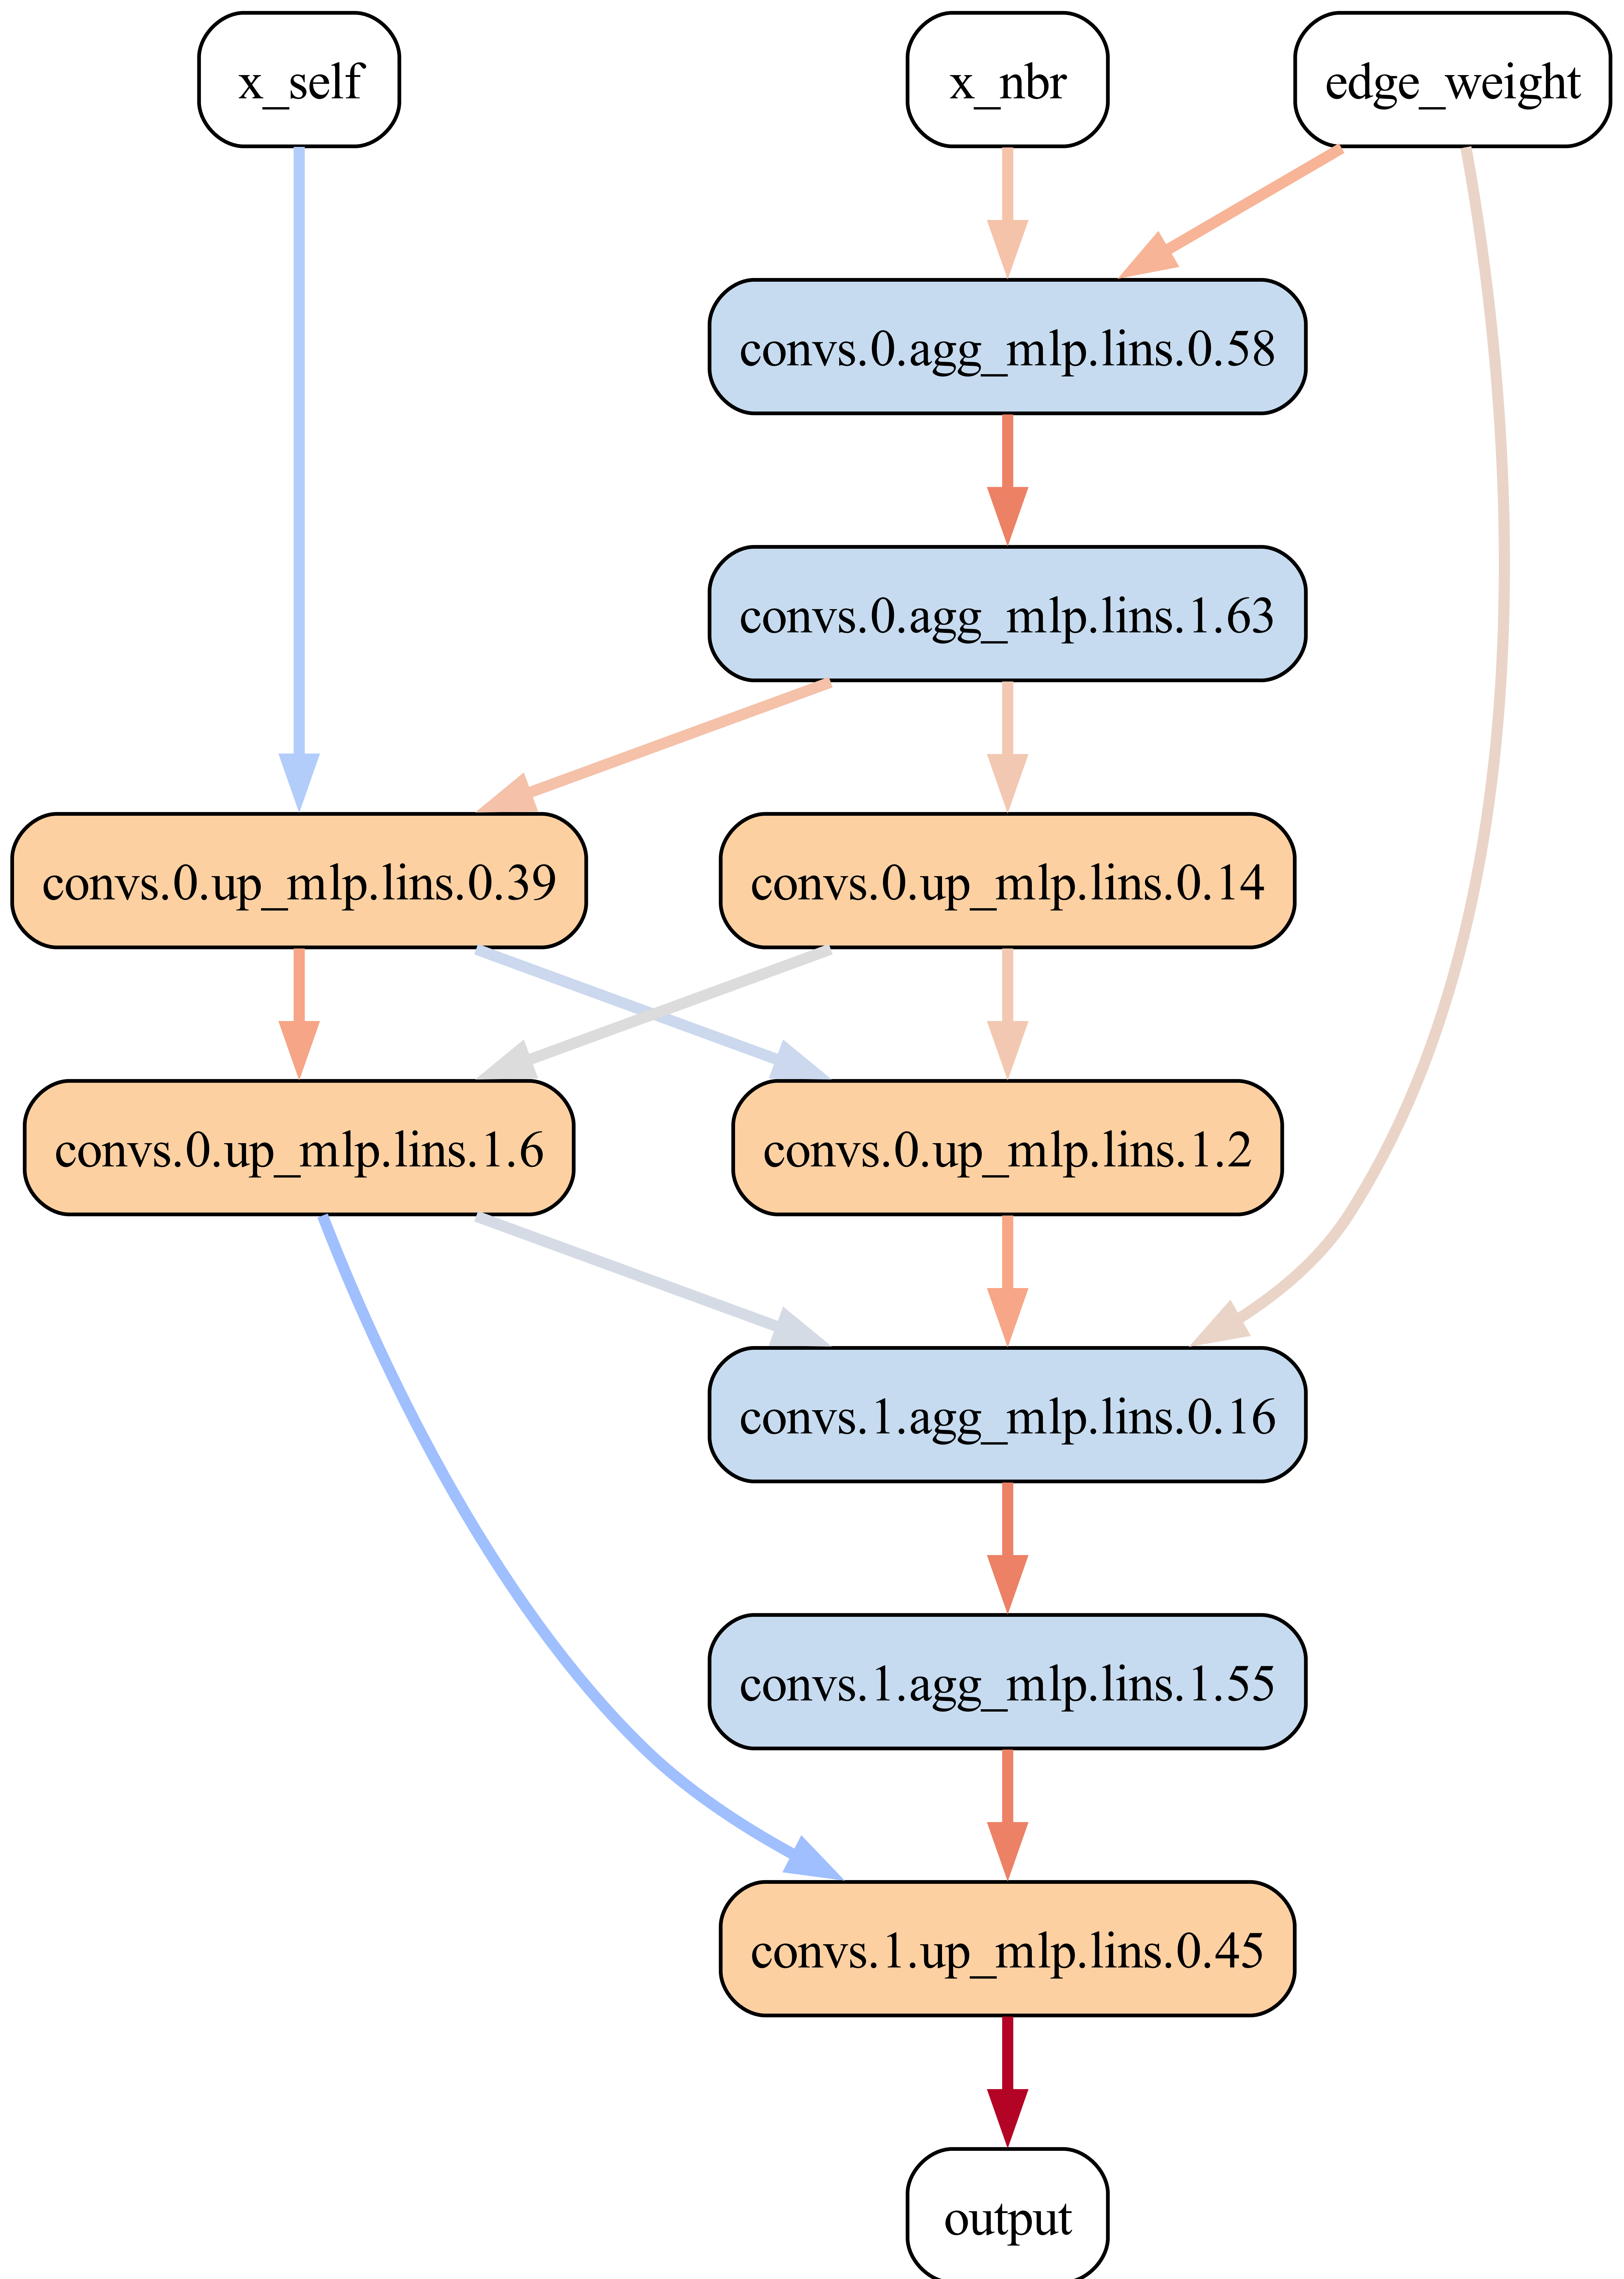 x_self
x_nbr
edge_weight
convs.0.agg_mlp.lins.0.58
convs.0.agg_mlp.lins.1.63
convs.0.up_mlp.lins.0.39
convs.0.up_mlp.lins.0.14
convs.0.up_mlp.lins.1.6
convs.0.up_mlp.lins.1.2
convs.1.agg_mlp.lins.0.16
convs.1.agg_mlp.lins.1.55
convs.1.up_mlp.lins.0.45
output